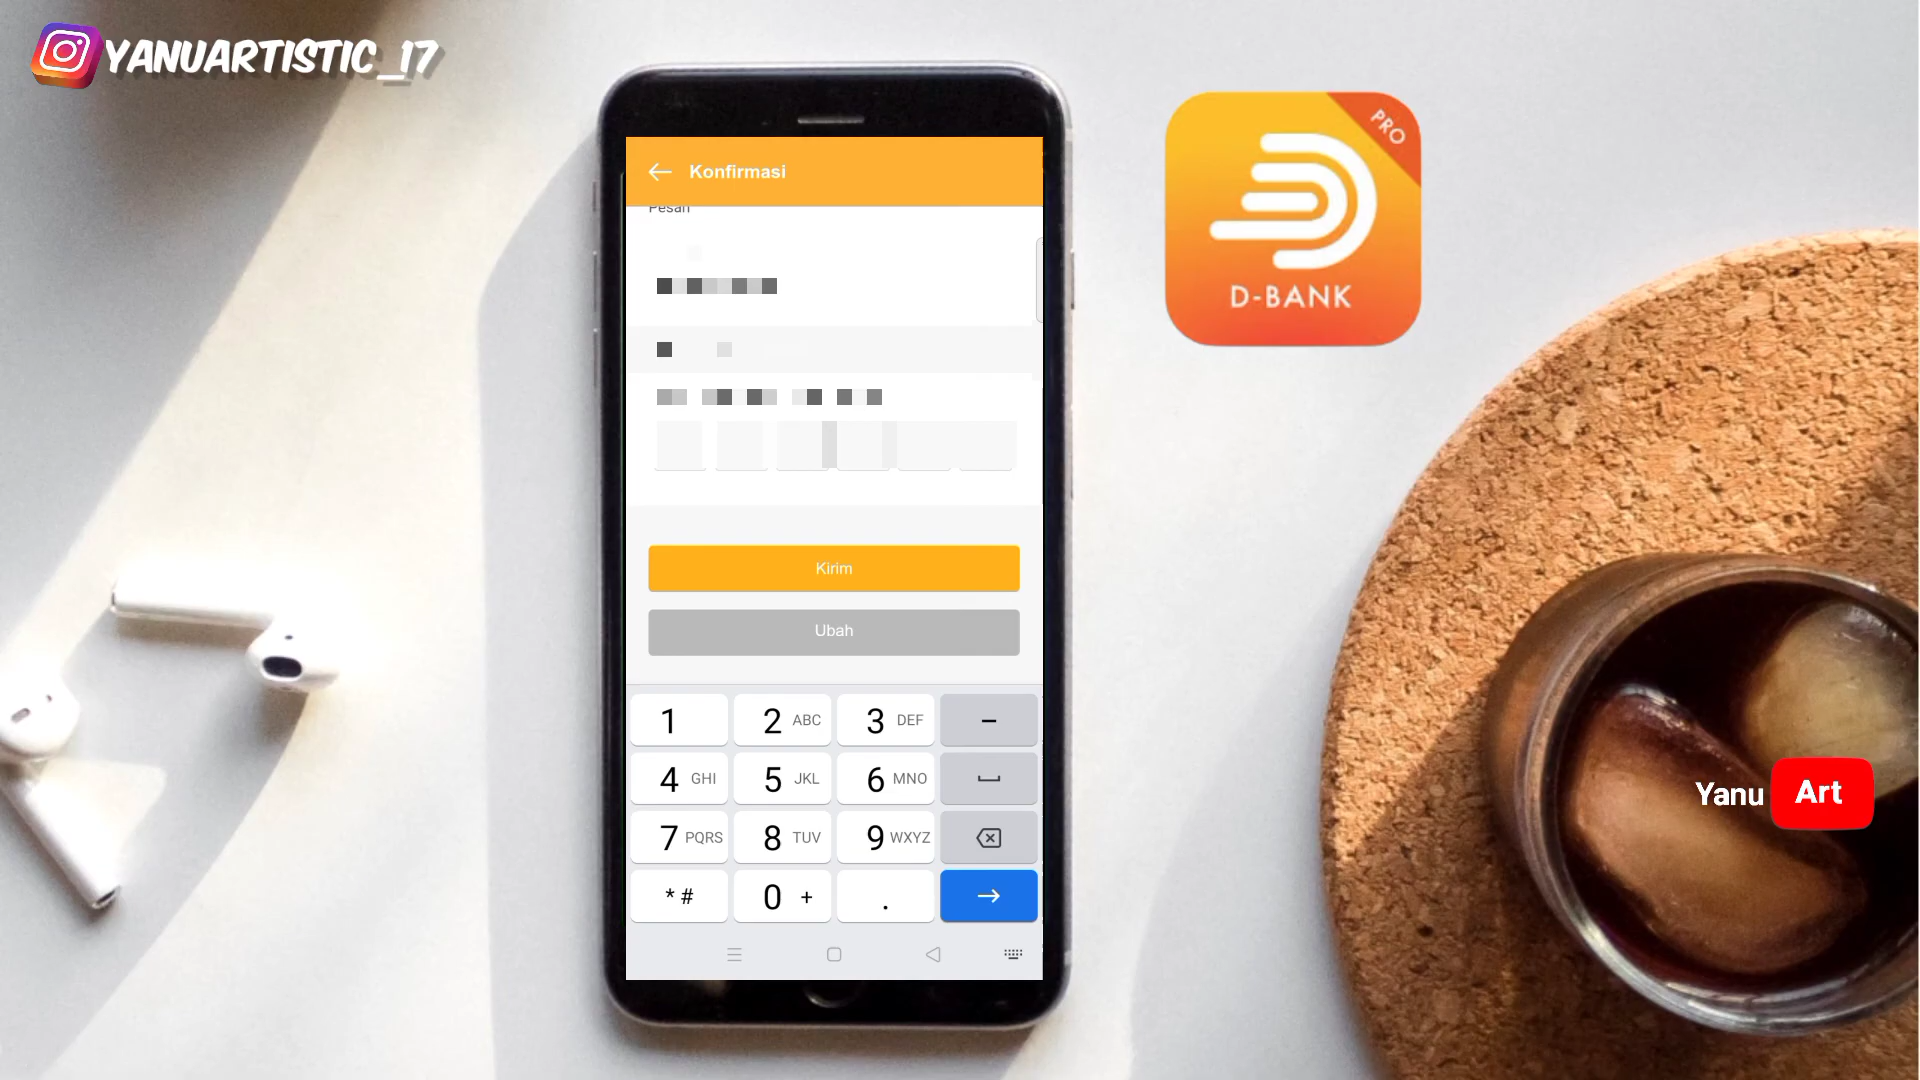 YANUARTISTIC_17
Konfirmasi
Pesan
PRO
D-BANK
Kirim
Ubah
1
2 ABC
3 DEF
-
4 GHI
5 JKL
6 MNO
7 PQRS
8 TUV
9 WXYZ
* #
0 +
.
Yanu Art